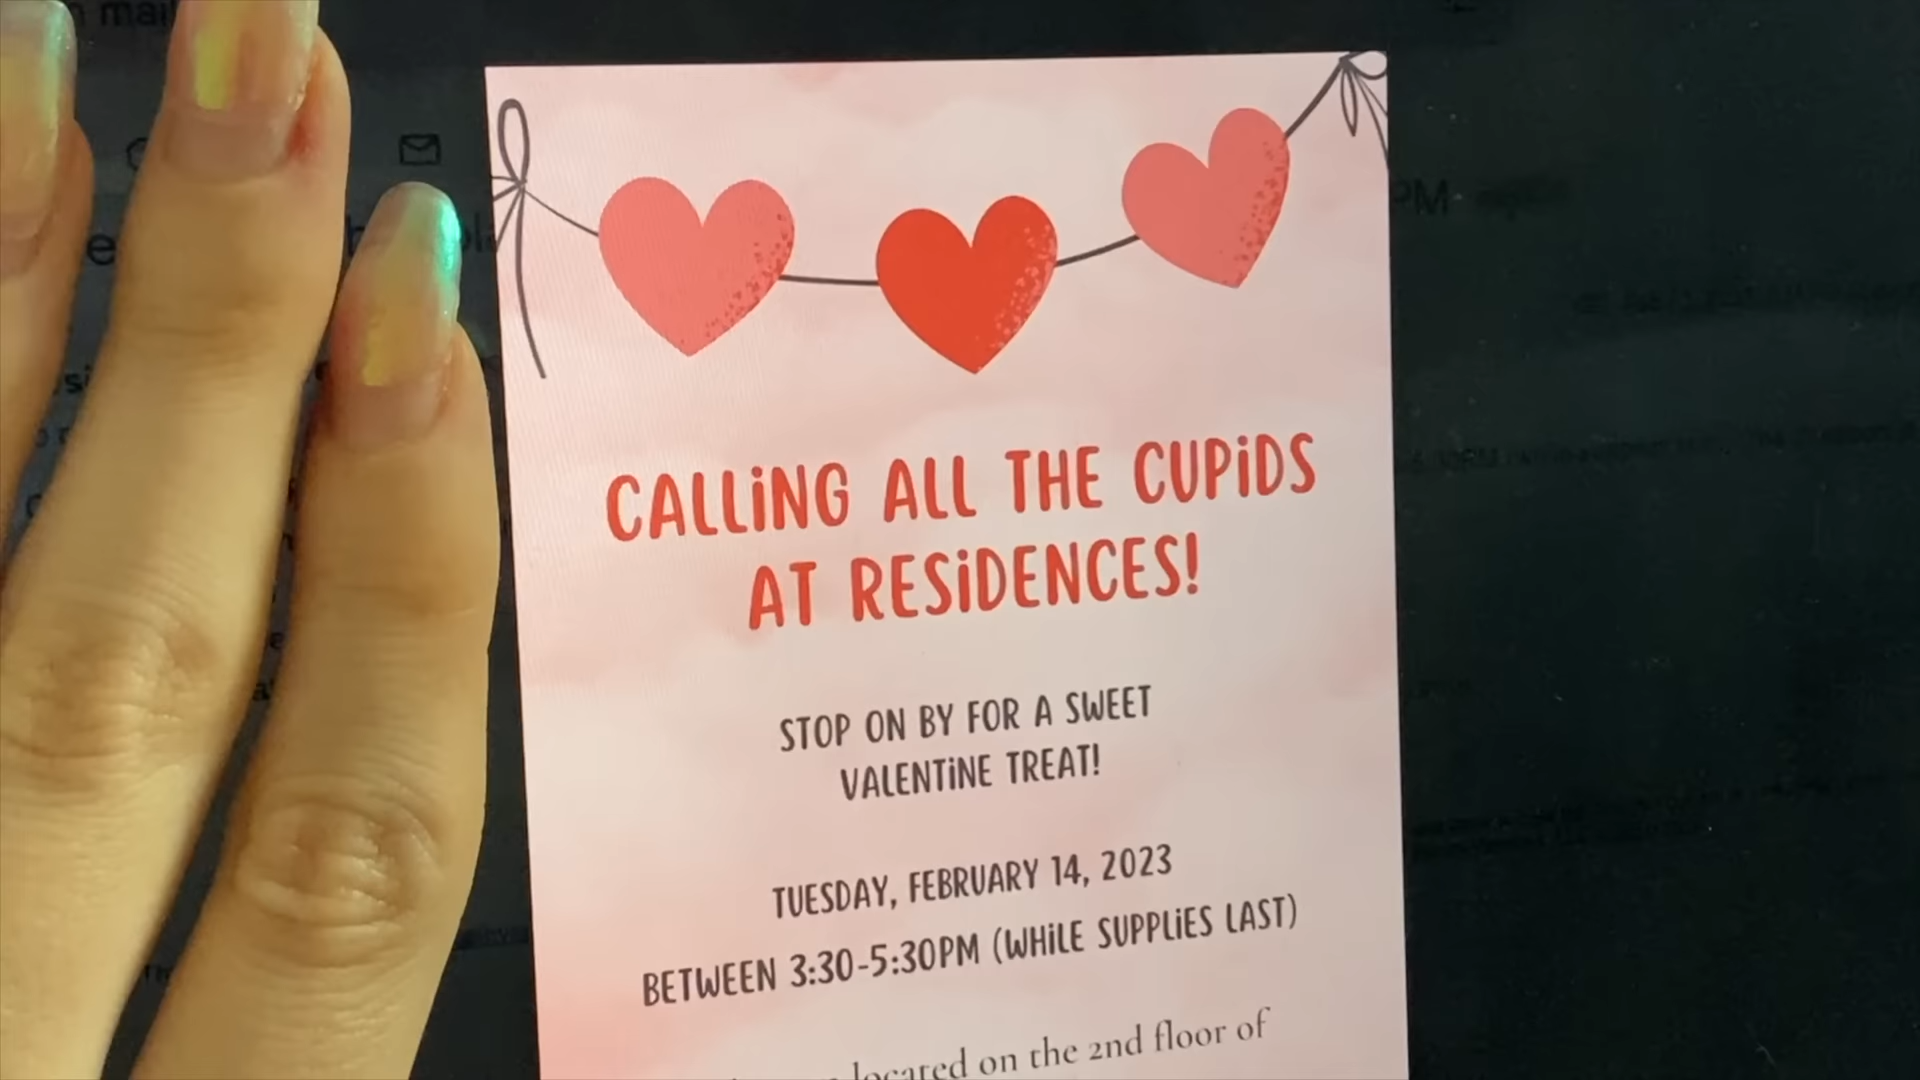 CALLiNG ALL THE CUPiDS
AT RESiDENCES!
STOP ON BY FOR A SWEET
VALENTiNE TREAT!
TUESDAY, FEBRUARY 14, 2023
BETWEEN 3:30-5:30PM (WHiLE SUPPLiES LAST)
located on the 2nd floor of